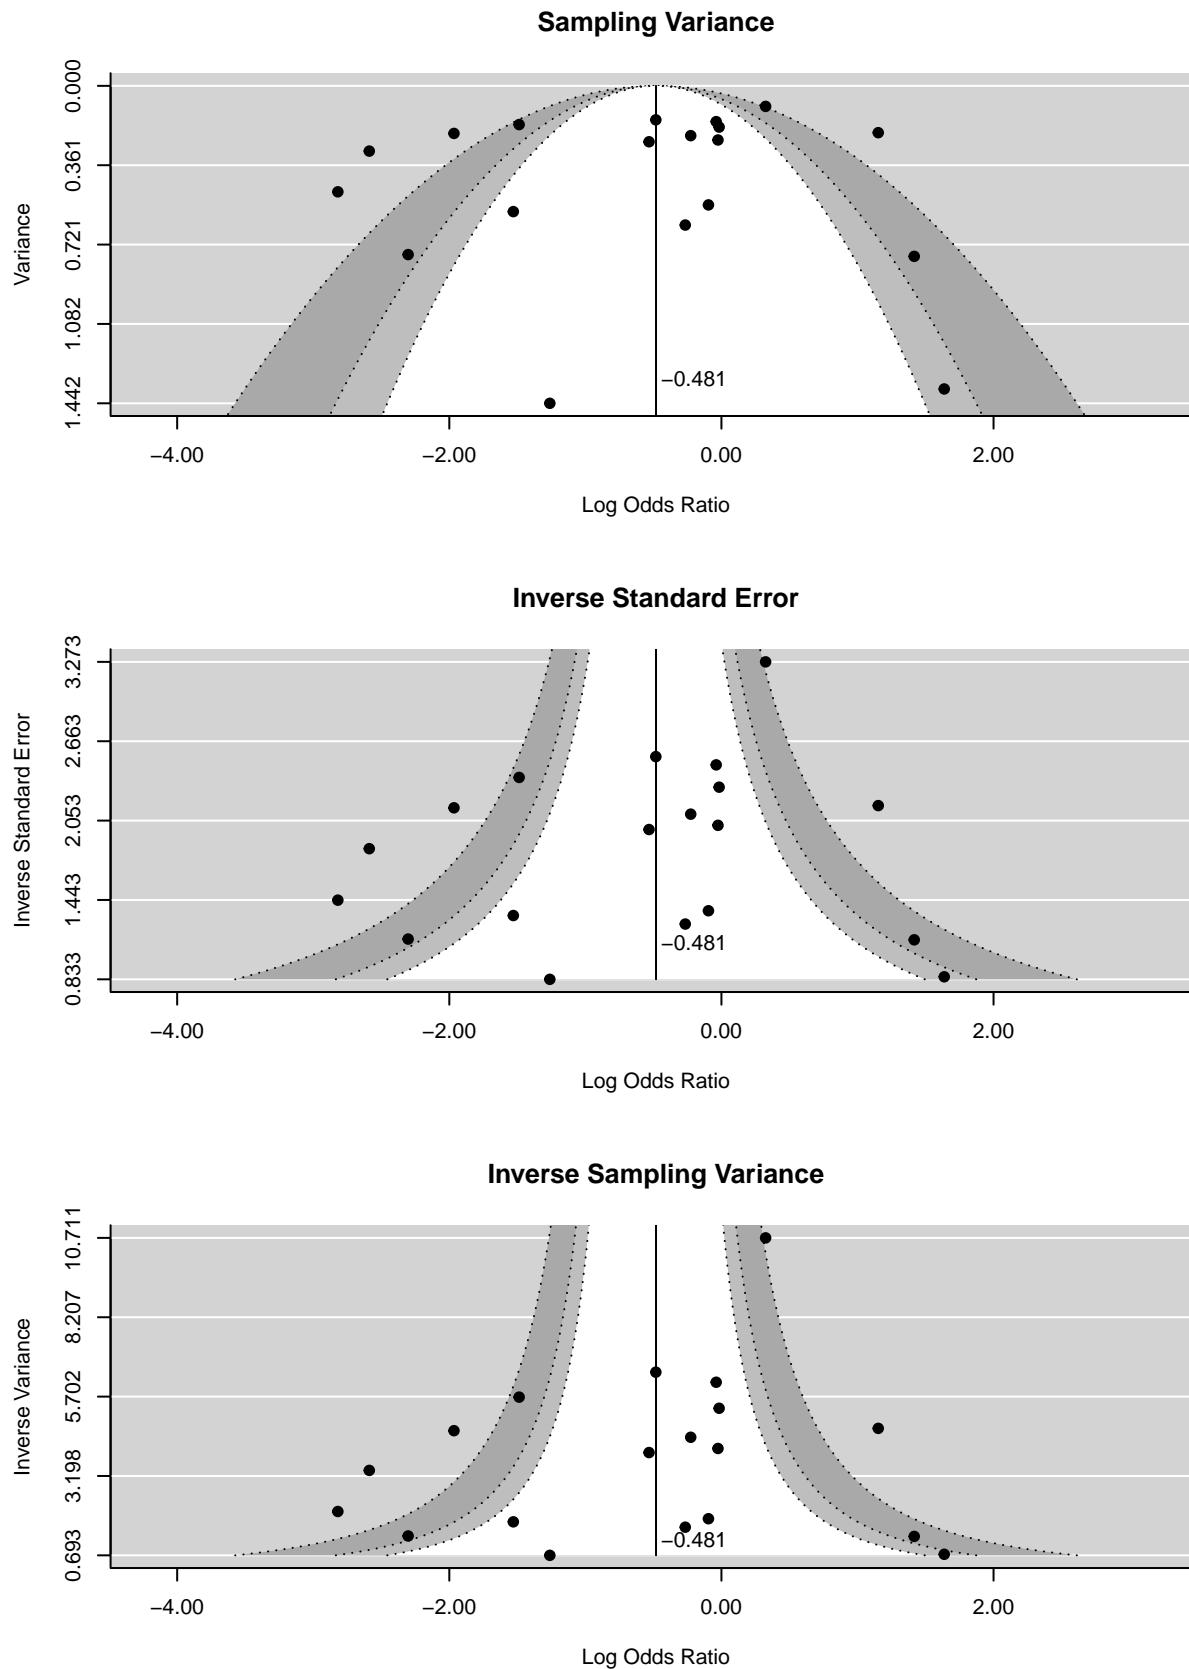 Sampling Variance
0.000
0.361
0.721
1.082
1.442
Variance
−0.481
−4.00 −2.00 0.00 2.00
Log Odds Ratio
Inverse Standard Error
3.273
2.663
2.053
1.443
0.833
Inverse Standard Error
−0.481
−4.00 −2.00 0.00 2.00
Log Odds Ratio
Inverse Sampling Variance
10.711
8.207
5.702
3.198
0.693
Inverse Variance
−0.481
−4.00 −2.00 0.00 2.00
Log Odds Ratio